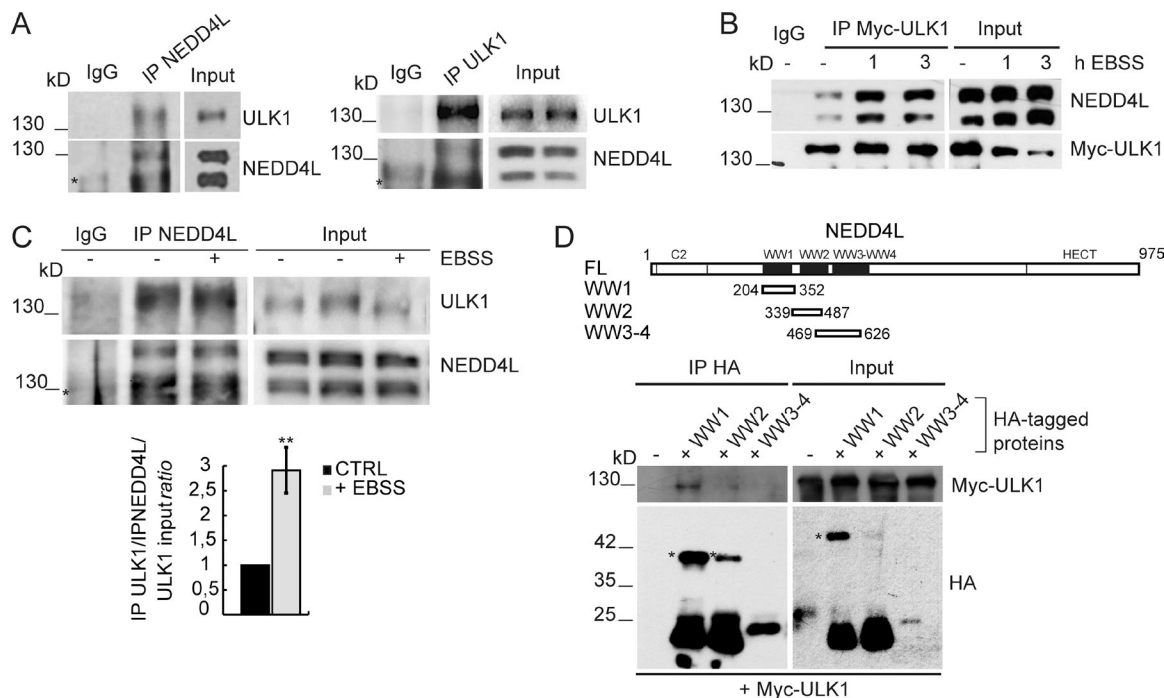 A
kD
IgG
IP NEDD4L
Input
130
ULK1
130
NEDD4L
*
kD
IgG
IP ULK1
Input
130
ULK1
130
NEDD4L
*
B
IgG
IP Myc-ULK1
Input
kD - - 1 3 - 1 3 h EBSS
130
NEDD4L
130
Myc-ULK1
C
IgG
IP NEDD4L
Input
- - + - - + EBSS
kD
130
ULK1
130
NEDD4L
*
IP ULK1/IPNEDD4L/
ULK1 input ratio
3
2,5
2
1,5
1
0,5
0
**
CTRL
+ EBSS
D
NEDD4L
1
975
C2
WW1
WW2
WW3-WW4
HECT
FL
WW1
204
352
WW2
339
487
WW3-4
469
626
IP HA
Input
WW1
WW2
WW3-4
WW1
WW2
WW3-4
HA-tagged
proteins
- + + + - + + +
kD
130
Myc-ULK1
42
35
25
*
*
*
HA
+ Myc-ULK1